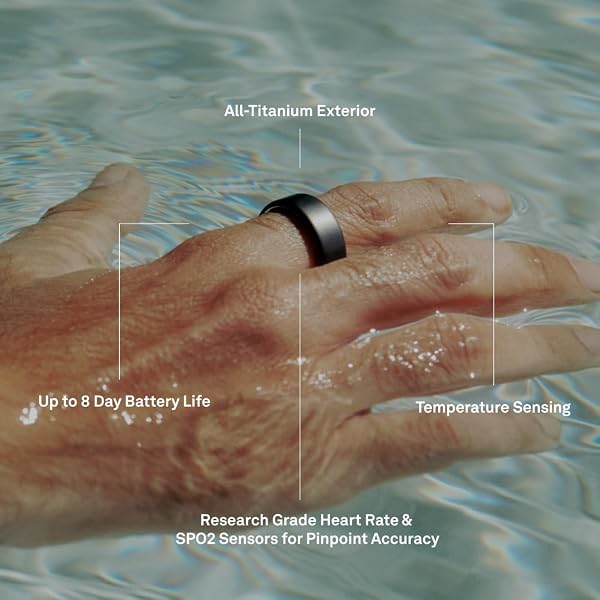 All-Titanium Exterior
Up to 8 Day Battery Life
Temperature Sensing
Research Grade Heart Rate &
SPO2 Sensors for Pinpoint Accuracy